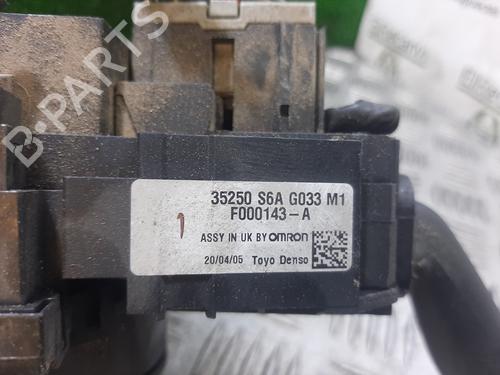 35250 S6A G033 M1
F000143-A
1
ASSY IN UK BY OMRON
20/04/05 Toyo Denso
B-PARTS